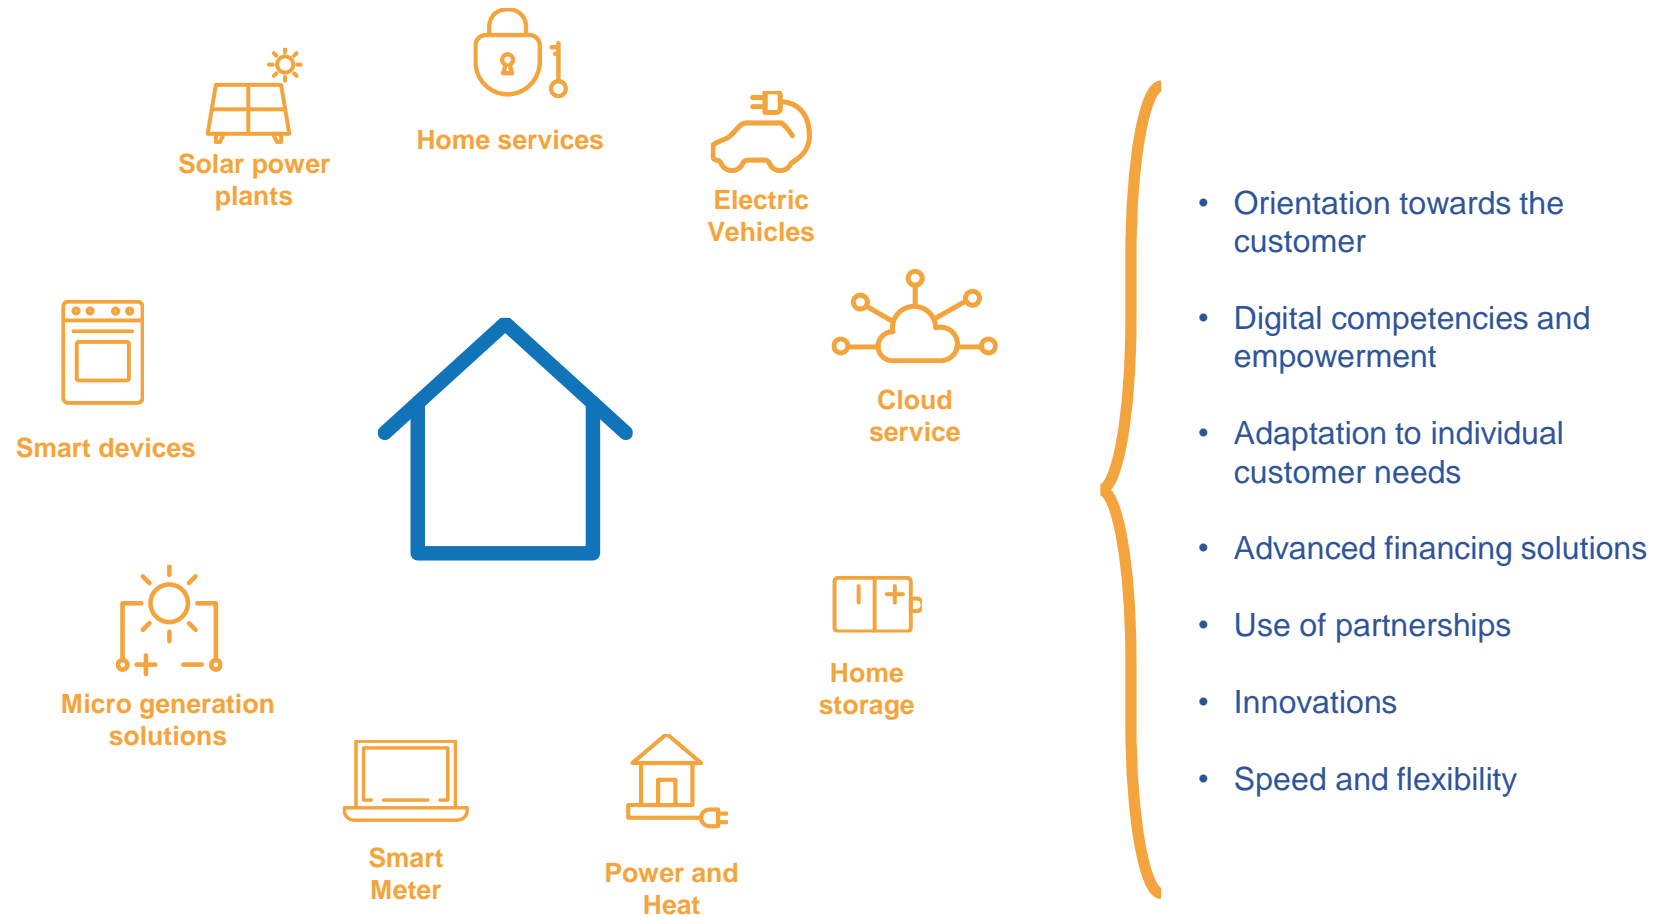 Home services
Solar power
plants
Electric
Vehicles
Smart devices
Cloud
service
Micro generation
solutions
Home
storage
Smart
Meter
Power and
Heat
• Orientation towards the
customer
• Digital competencies and
empowerment
• Adaptation to individual
customer needs
• Advanced financing solutions
• Use of partnerships
• Innovations
• Speed and flexibility